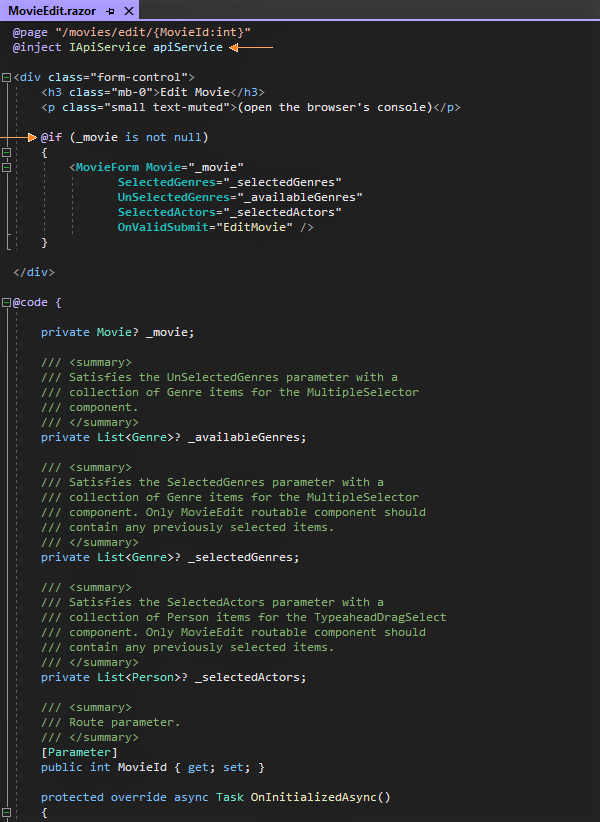 MovieEdit.razor
@page "/movies/edit/{MovieId:int}"
@inject IApiService apiService
<div class="form-control">
<h3 class="mb-0">Edit Movie</h3>
<p class="small text-muted">(open the browser's console)</p>
@if (_movie is not null)
{
<MovieForm Movie="_movie"
SelectedGenres="_selectedGenres"
UnSelectedGenres="_availableGenres"
SelectedActors="_selectedActors"
OnValidSubmit="EditMovie" />
}
</div>
@code {
private Movie? _movie;
/// <summary>
/// Satisfies the UnSelectedGenres parameter with a
/// collection of Genre items for the MultipleSelector
/// component.
/// </summary>
private List<Genre>? _availableGenres;
/// <summary>
/// Satisfies the SelectedGenres parameter with a
/// collection of Genre items for the MultipleSelector
/// component. Only MovieEdit routable component should
/// contain any previously selected items.
/// </summary>
private List<Genre>? _selectedGenres;
/// <summary>
/// Satisfies the SelectedActors parameter with a
/// collection of Person items for the TypeaheadDragSelect
/// component. Only MovieEdit routable component should
/// contain any previously selected items.
/// </summary>
private List<Person>? _selectedActors;
/// <summary>
/// Route parameter.
/// </summary>
[Parameter]
public int MovieId { get; set; }
protected override async Task OnInitializedAsync()
{